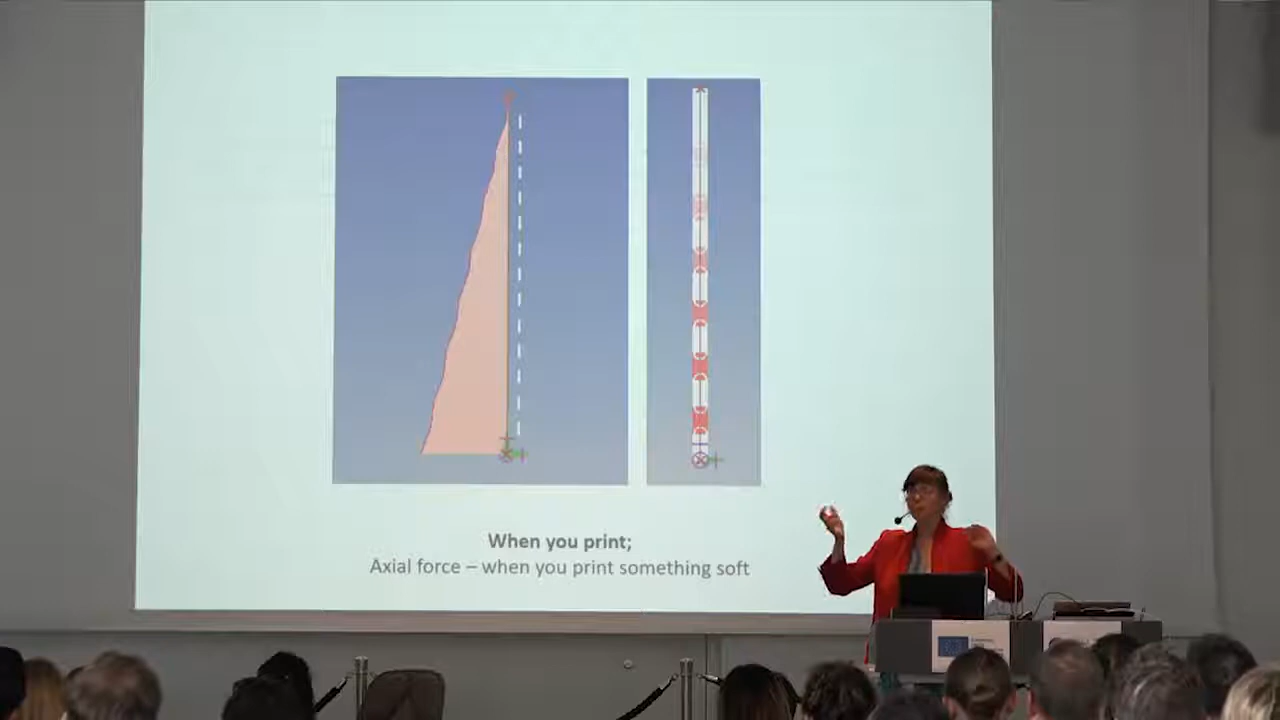 When you print;
Axial force – when you print something soft